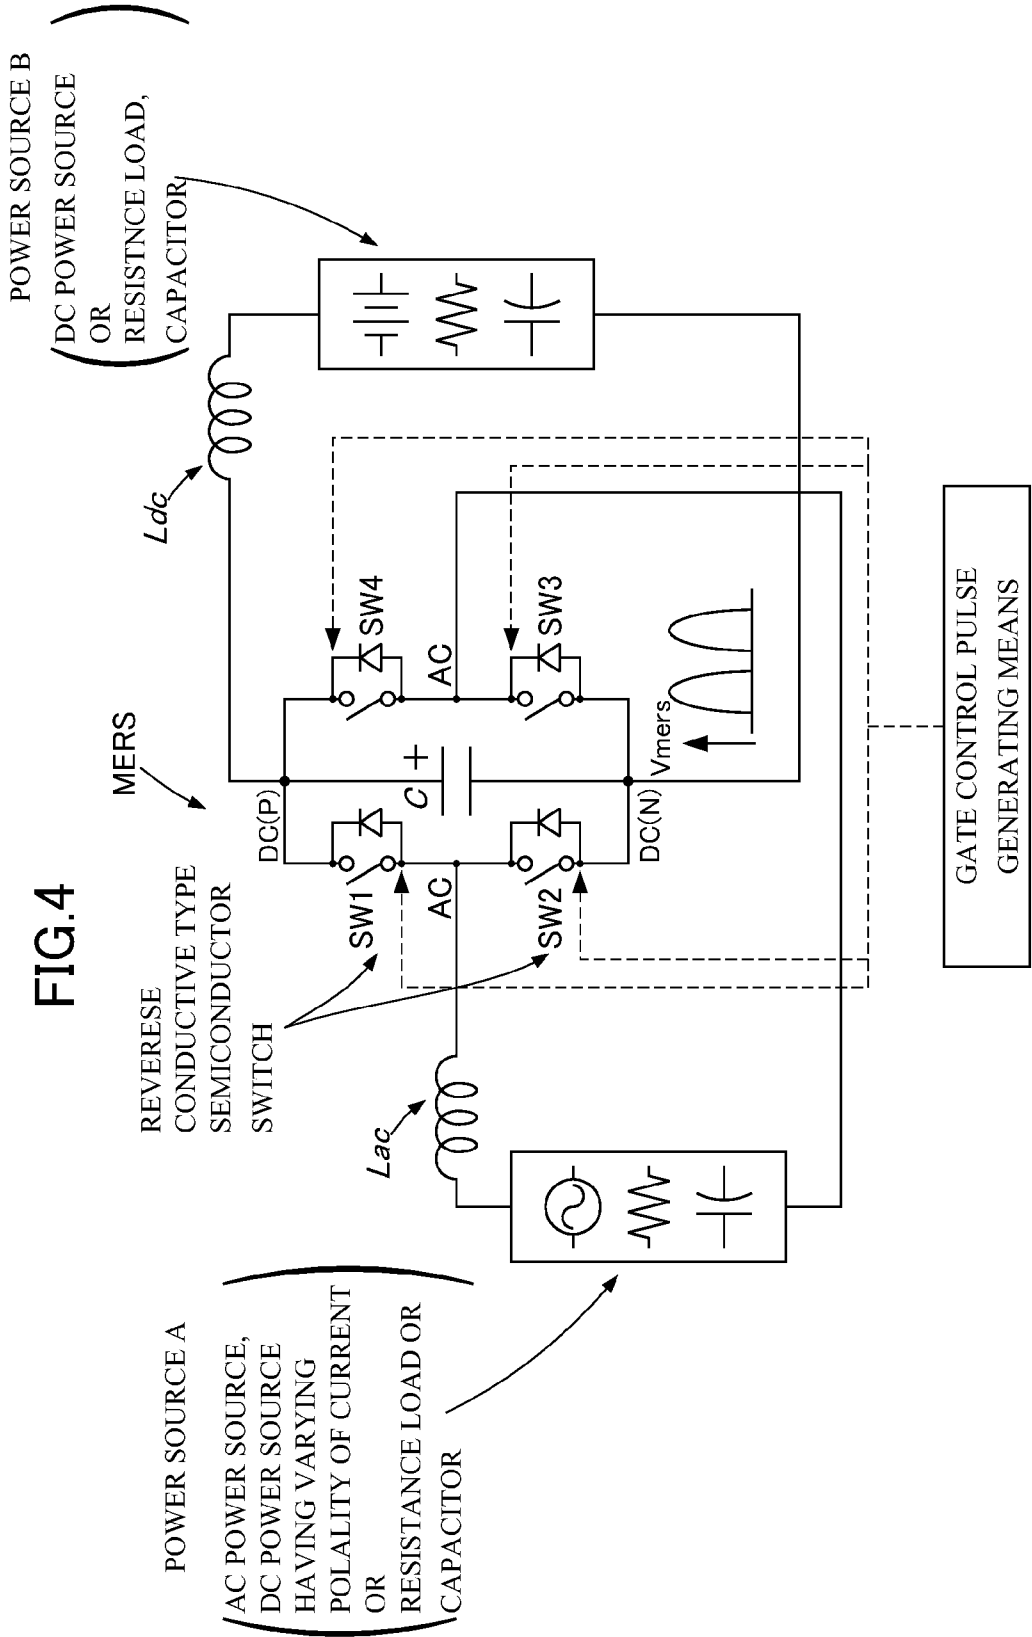 FIG.4
MERS
REVERESE
CONDUCTIVE TYPE
SEMICONDUCTOR
SWITCH
POWER SOURCE A
AC POWER SOURCE,
DC POWER SOURCE
HAVING VARYING
POLALITY OF CURRENT
OR
RESISTANCE LOAD OR
CAPACITOR
POWER SOURCE B
DC POWER SOURCE
OR
RESISTNCE LOAD,
CAPACITOR
Lac
Ldc
DC(P)
SW1
SW4
C +
AC
AC
SW2
SW3
DC(N)
Vmers
GATE CONTROL PULSE
GENERATING MEANS